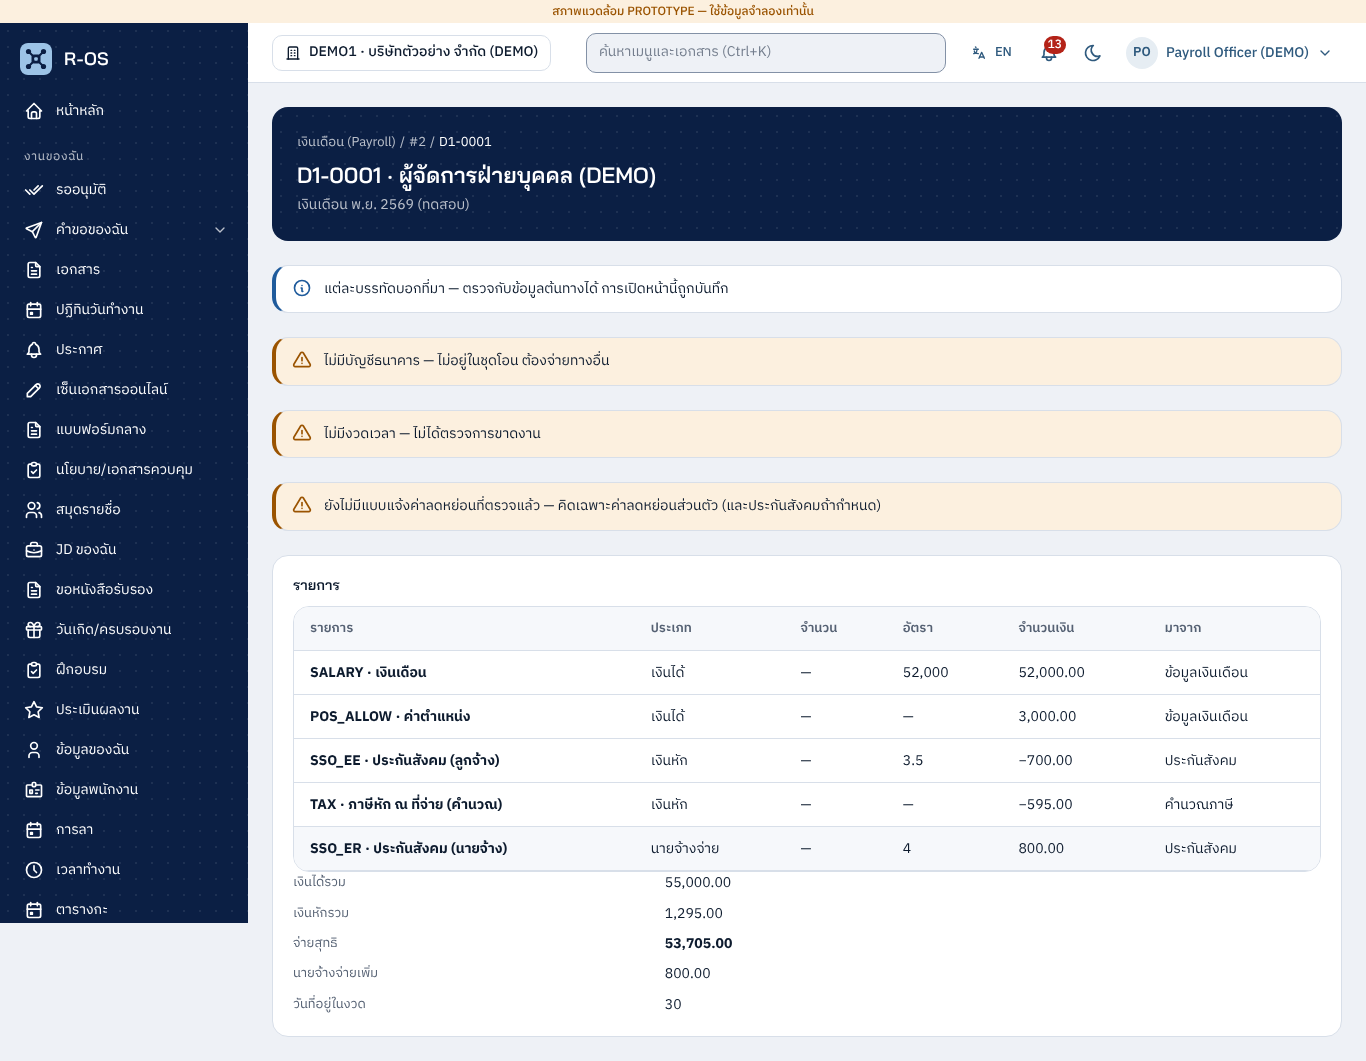 สภาพแวดล้อม PROTOTYPE — ใช้ข้อมูลจำลองเท่านั้น
R-OS
DEMO1 · บริษัทตัวอย่าง จำกัด (DEMO)
ค้นหาเมนูและเอกสาร (Ctrl+K)
EN
13
PO
Payroll Officer (DEMO)
หน้าหลัก
งานของฉัน
รออนุมัติ
คำขอของฉัน
เอกสาร
ปฏิทินวันทำงาน
ประกาศ
เซ็นเอกสารออนไลน์
แบบฟอร์มกลาง
นโยบาย/เอกสารควบคุม
สมุดรายชื่อ
JD ของฉัน
ขอหนังสือรับรอง
วันเกิด/ครบรอบงาน
ฝึกอบรม
ประเมินผลงาน
ข้อมูลของฉัน
ข้อมูลพนักงาน
การลา
เวลาทำงาน
ตารางกะ
เงินเดือน (Payroll) / #2 / D1-0001
D1-0001 · ผู้จัดการฝ่ายบุคคล (DEMO)
เงินเดือน พ.ย. 2569 (ทดสอบ)
แต่ละบรรทัดบอกที่มา — ตรวจกับข้อมูลต้นทางได้ การเปิดหน้านี้ถูกบันทึก
ไม่มีบัญชีธนาคาร — ไม่อยู่ในชุดโอน ต้องจ่ายทางอื่น
ไม่มีงวดเวลา — ไม่ได้ตรวจการขาดงาน
ยังไม่มีแบบแจ้งค่าลดหย่อนที่ตรวจแล้ว — คิดเฉพาะค่าลดหย่อนส่วนตัว (และประกันสังคมถ้ากำหนด)
รายการ
รายการ ประเภท จำนวน อัตรา จำนวนเงิน มาจาก
SALARY · เงินเดือน เงินได้ — 52,000 52,000.00 ข้อมูลเงินเดือน
POS_ALLOW · ค่าตำแหน่ง เงินได้ — — 3,000.00 ข้อมูลเงินเดือน
SSO_EE · ประกันสังคม (ลูกจ้าง) เงินหัก — 3.5 −700.00 ประกันสังคม
TAX · ภาษีหัก ณ ที่จ่าย (คำนวณ) เงินหัก — — −595.00 คำนวณภาษี
SSO_ER · ประกันสังคม (นายจ้าง) นายจ้างจ่าย — 4 800.00 ประกันสังคม
เงินได้รวม 55,000.00
เงินหักรวม 1,295.00
จ่ายสุทธิ 53,705.00
นายจ้างจ่ายเพิ่ม 800.00
วันที่อยู่ในงวด 30